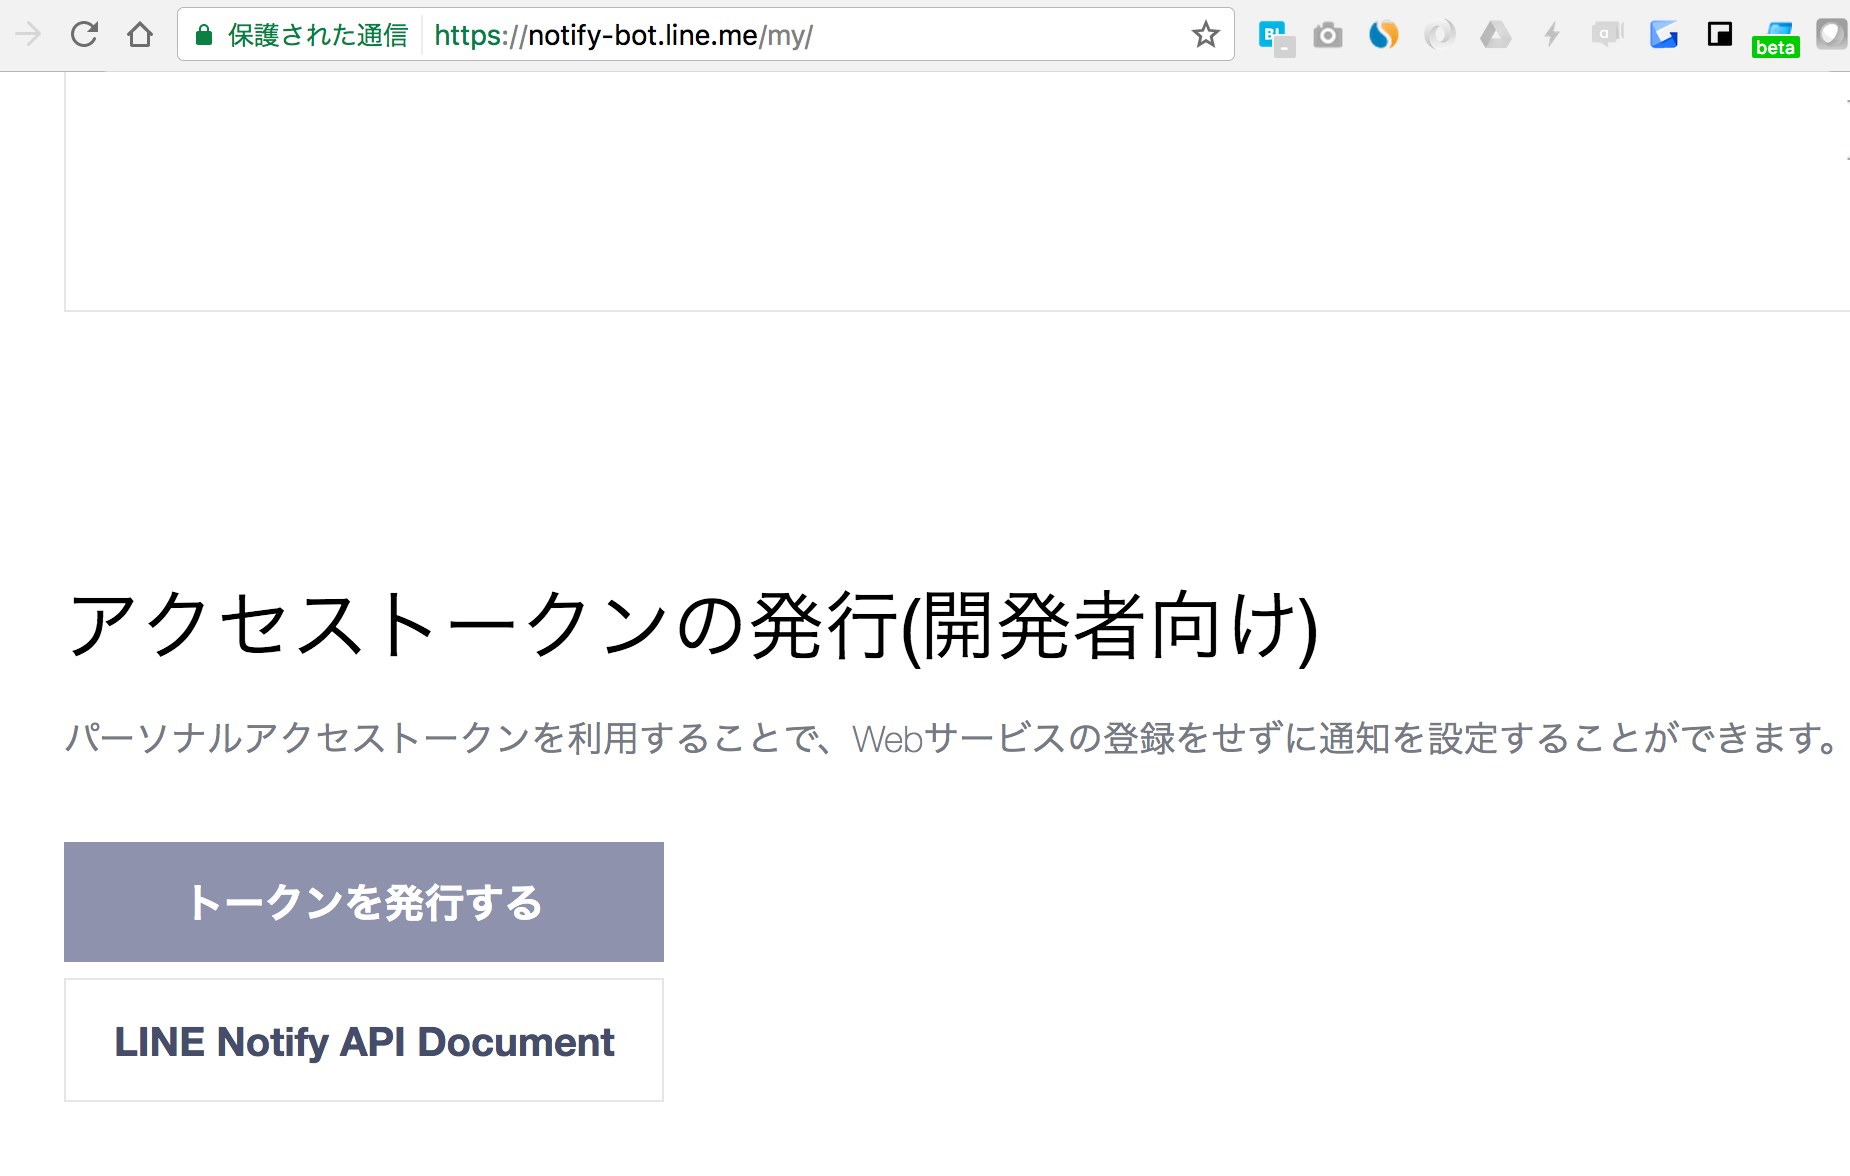 保護された通信 https://notify-bot.line.me/my/
B!
a
beta
アクセストークンの発行(開発者向け)
パーソナルアクセストークンを利用することで、Webサービスの登録をせずに通知を設定することができます。
トークンを発行する
LINE Notify API Document